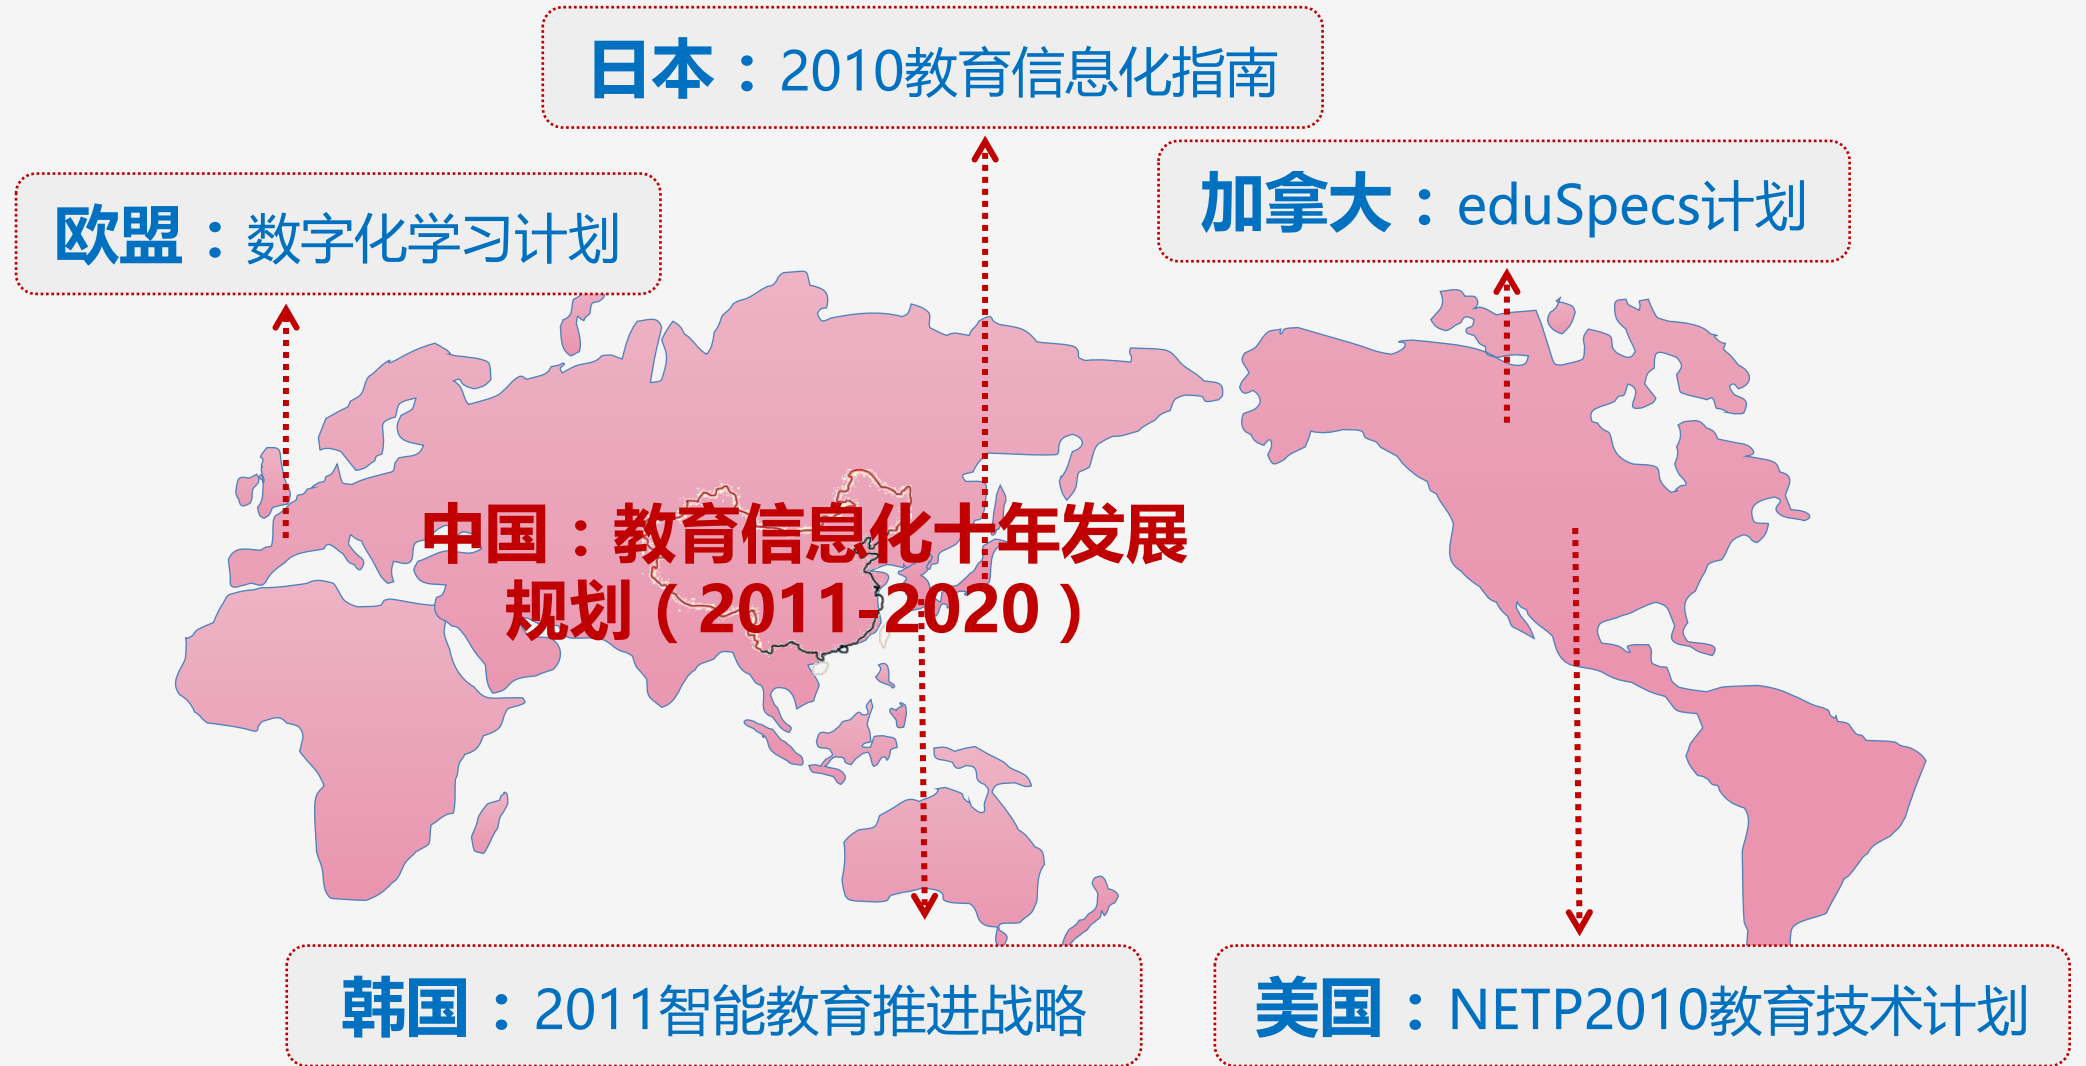 日本：2010教育信息化指南
加拿大：eduSpecs计划
欧盟：数字化学习计划
中国：教育信息化十年发展
规划（2011-2020）
韩国：2011智能教育推进战略
美国：NETP2010教育技术计划